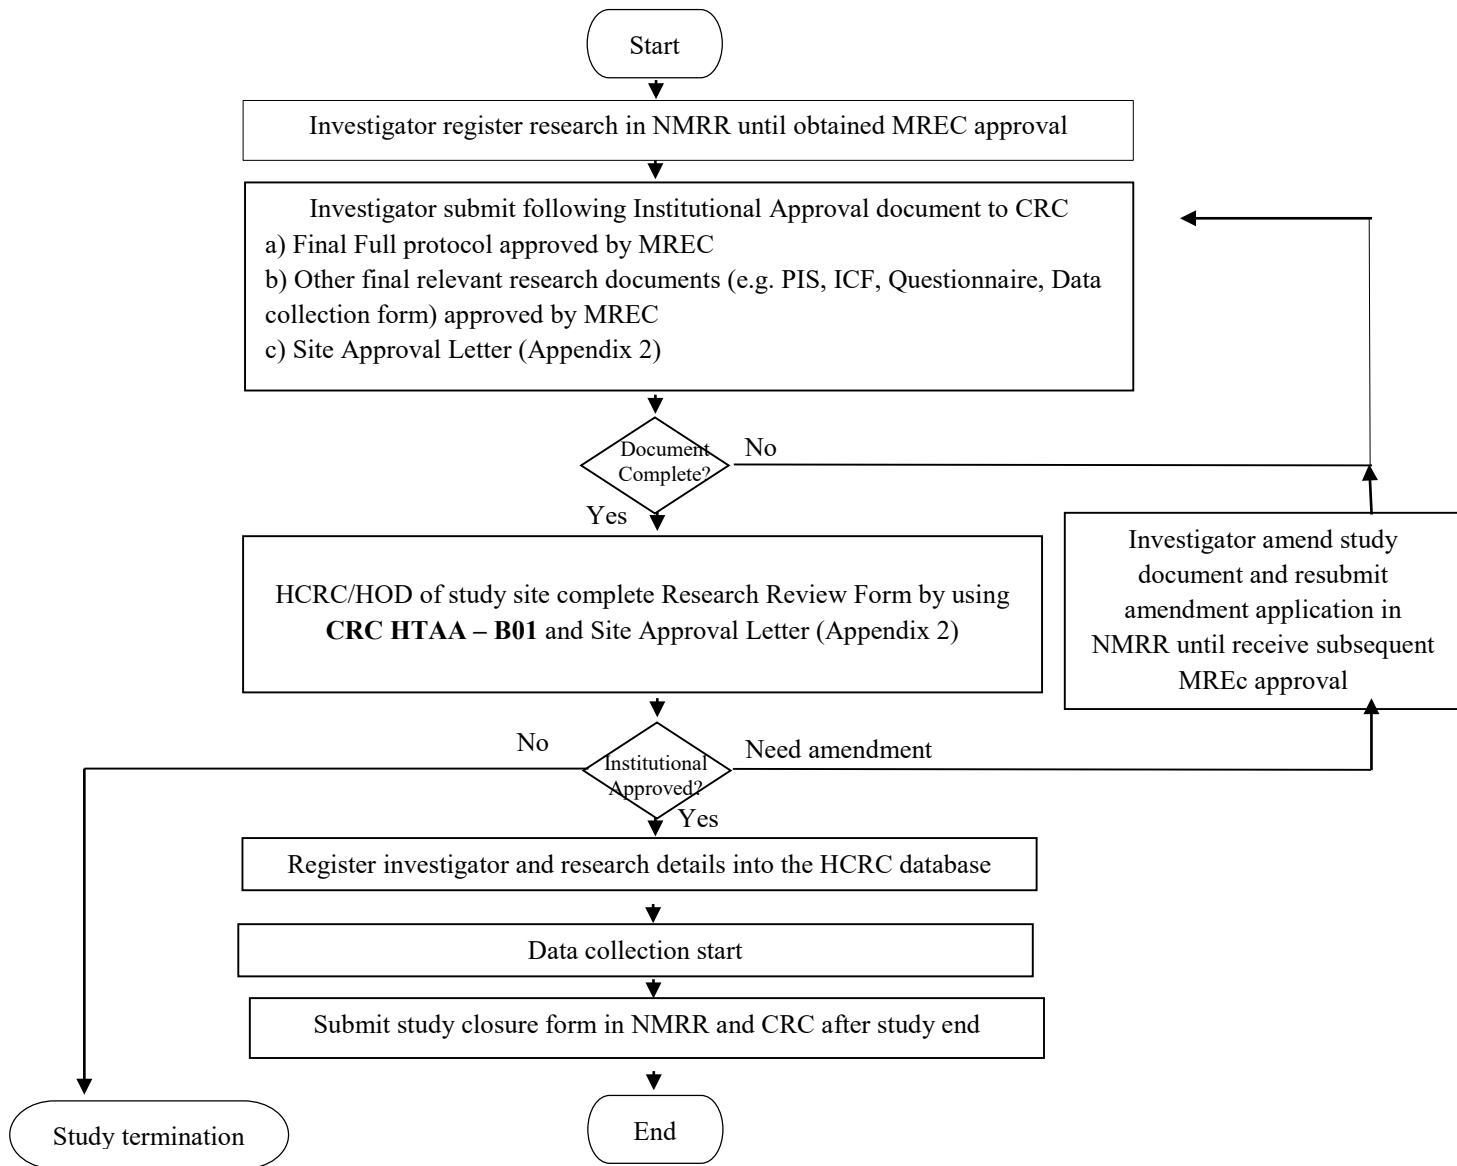 Start
Investigator register research in NMRR until obtained MREC approval
Investigator submit following Institutional Approval document to CRC
a) Final Full protocol approved by MREC
b) Other final relevant research documents (e.g. PIS, ICF, Questionnaire, Data
collection form) approved by MREC
c) Site Approval Letter (Appendix 2)
Document
Complete?
No
Yes
HCRC/HOD of study site complete Research Review Form by using
CRC HTAA – B01 and Site Approval Letter (Appendix 2)
Investigator amend study
document and resubmit
amendment application in
NMRR until receive subsequent
MREc approval
No
Institutional
Approved?
Need amendment
Yes
Register investigator and research details into the HCRC database
Data collection start
Submit study closure form in NMRR and CRC after study end
Study termination
End